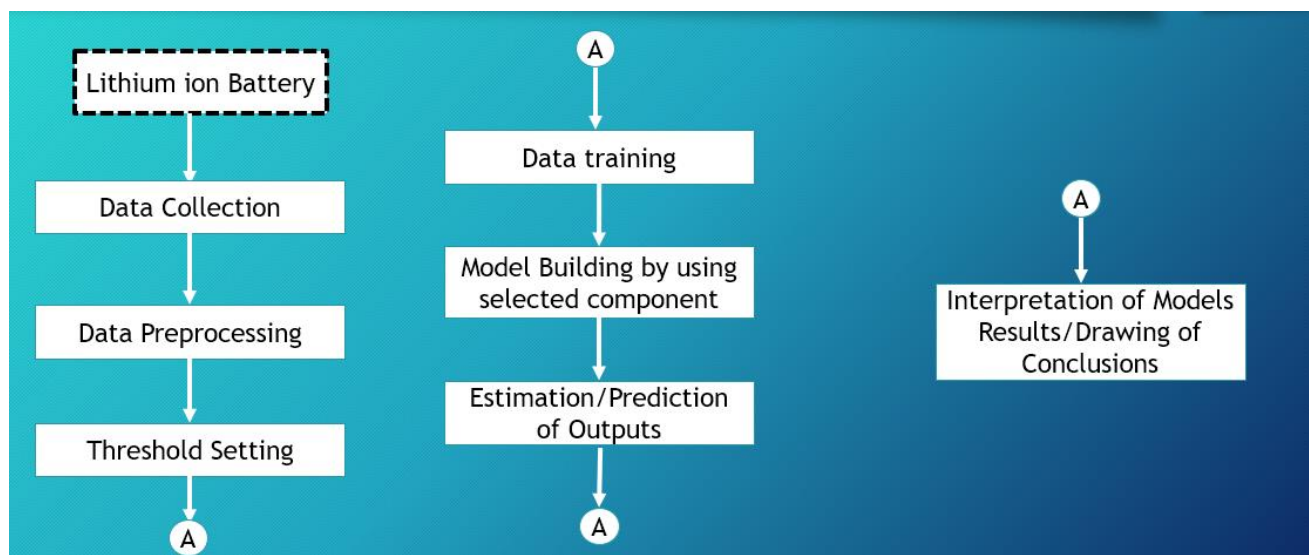 Lithium ion Battery
Data Collection
Data Preprocessing
Threshold Setting
A
A
Data training
Model Building by using
selected component
Estimation/Prediction
of Outputs
A
A
Interpretation of Models
Results/Drawing of
Conclusions